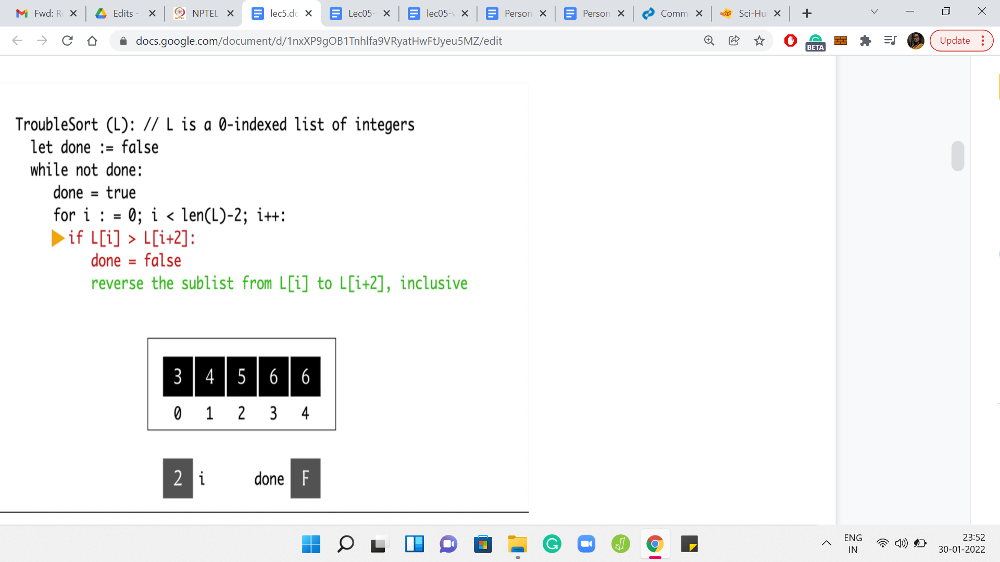 Fwd: Re
Edits -
NPTEL
lec5.do
Lec05-
lec05-v
Person
Person
Comm
Sci-Hu
docs.google.com/document/d/1nxXP9gOB1Tnhlfa9VRyatHwFtJyeu5MZ/edit
BETA
Update
TroubleSort (L): // L is a 0-indexed list of integers
let done := false
while not done:
done = true
for i : = 0; i < len(L)-2; i++:
if L[i] > L[i+2]:
done = false
reverse the sublist from L[i] to L[i+2], inclusive
3 4 5 6 6
0 1 2 3 4
2 i done F
ENG
IN
23:52
30-01-2022